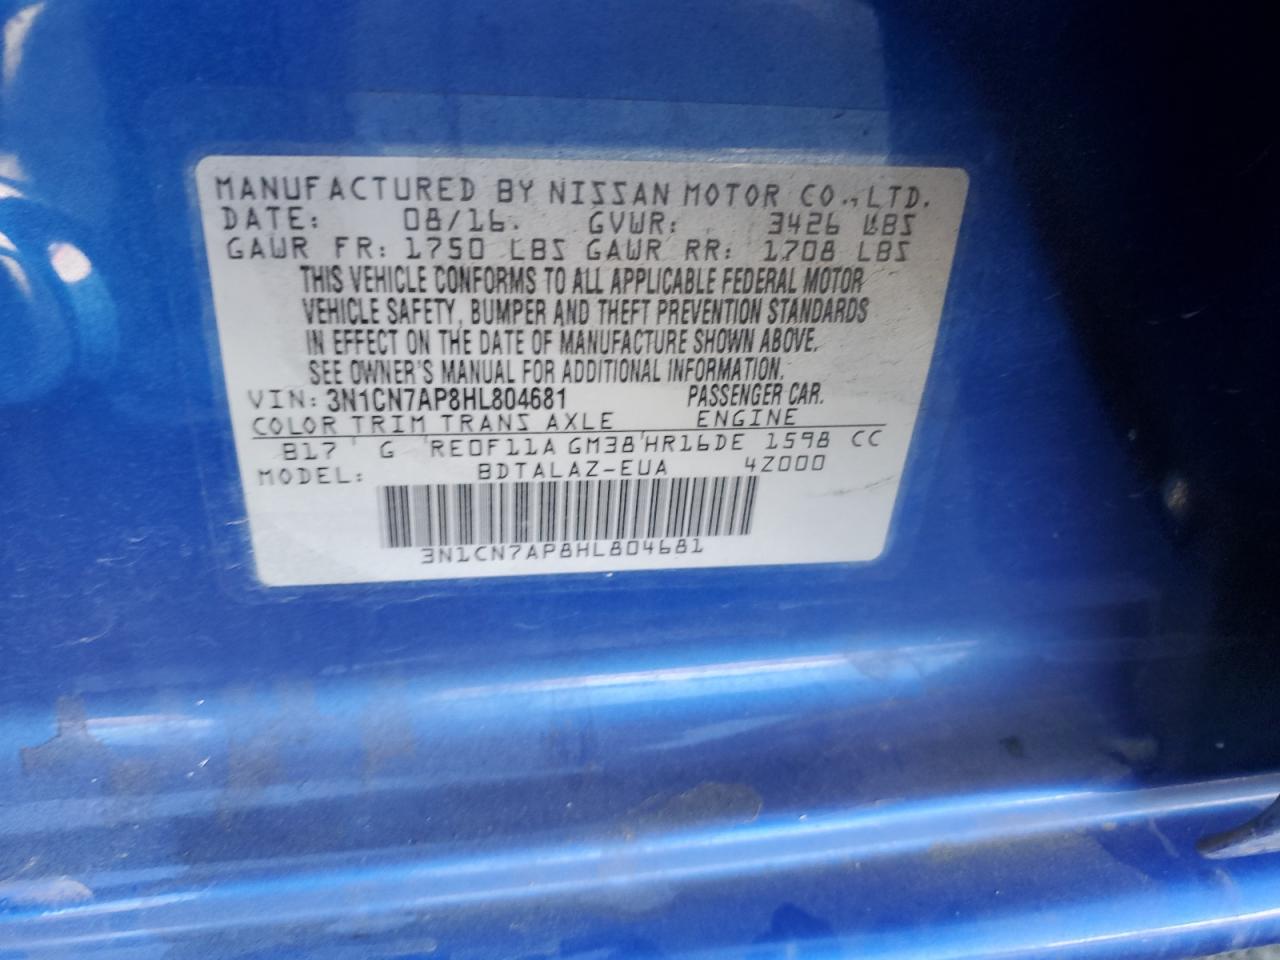 MANUFACTURED BY NISSAN MOTOR CO., LTD.
DATE: 08/16. GVWR: 3426 LBS
GAWR FR: 1750 LBS GAWR RR: 1708 LBS
THIS VEHICLE CONFORMS TO ALL APPLICABLE FEDERAL MOTOR
VEHICLE SAFETY, BUMPER AND THEFT PREVENTION STANDARDS
IN EFFECT ON THE DATE OF MANUFACTURE SHOWN ABOVE.
SEE OWNER'S MANUAL FOR ADDITIONAL INFORMATION.
VIN: 3N1CN7AP8HL804681 PASSENGER CAR.
COLOR TRIM TRANS AXLE ENGINE
B17 G RE0F11A GM38 HR16DE 1598 CC
MODEL: BDTALAZ-EUA 4Z000
3N1CN7AP8HL804681